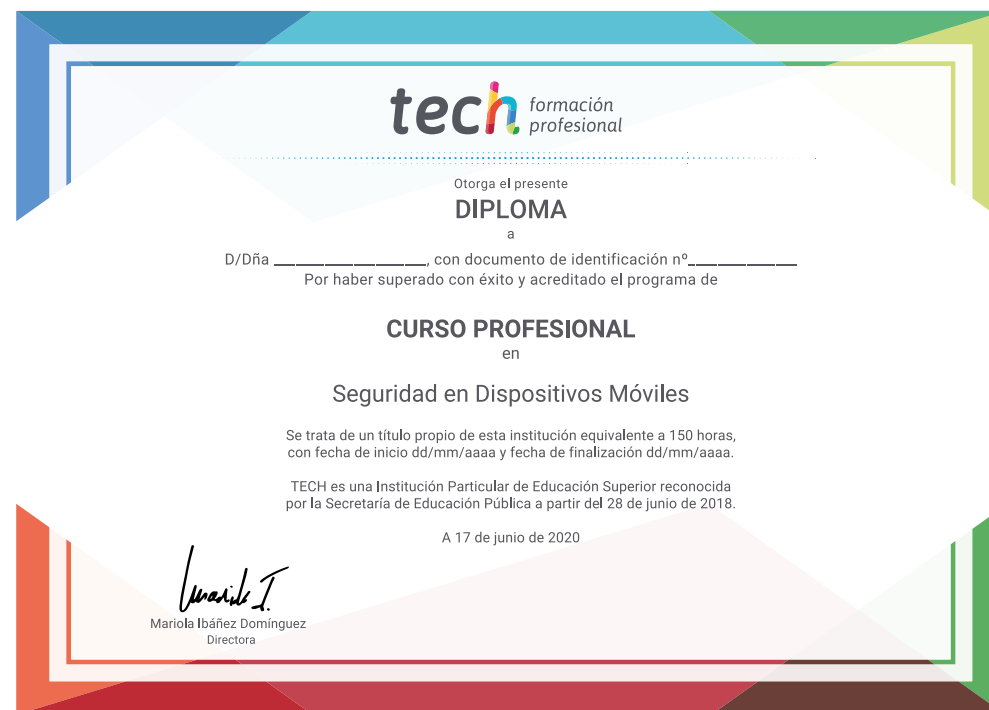 tech formación
profesional
Otorga el presente
DIPLOMA
a
D/Dña ______________, con documento de identificación nº__________
Por haber superado con éxito y acreditado el programa de
CURSO PROFESIONAL
en
Seguridad en Dispositivos Móviles
Se trata de un título propio de esta institución equivalente a 150 horas,
con fecha de inicio dd/mm/aaaa y fecha de finalización dd/mm/aaaa.
TECH es una Institución Particular de Educación Superior reconocida
por la Secretaría de Educación Pública a partir del 28 de junio de 2018.
A 17 de junio de 2020
Mariola Ibáñez Domínguez
Directora